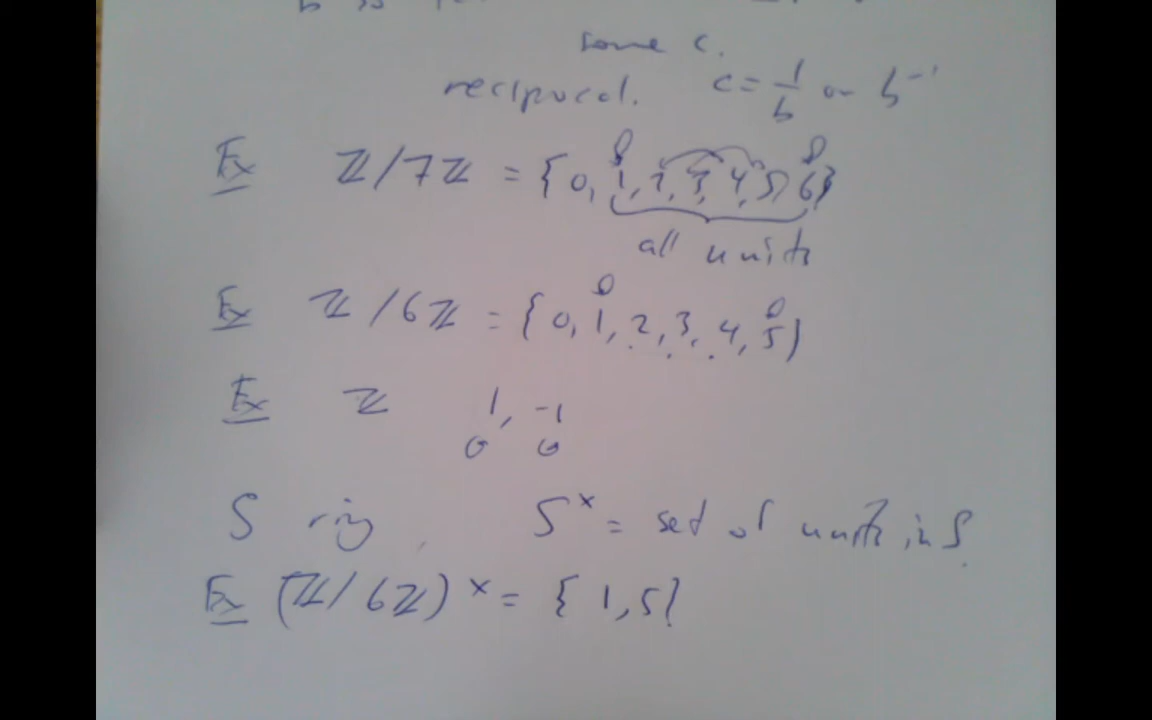 some c.
reciprocal. c = 1/b or b⁻¹
Ex ℤ/7ℤ = {0, 1, 2, 3, 4, 5, 6}
all units
Ex ℤ/6ℤ = {0, 1, 2, 3, 4, 5}
Ex ℤ 1, -1
S ring, S^× = set of units in S.
Ex (ℤ/6ℤ)^× = {1, 5}